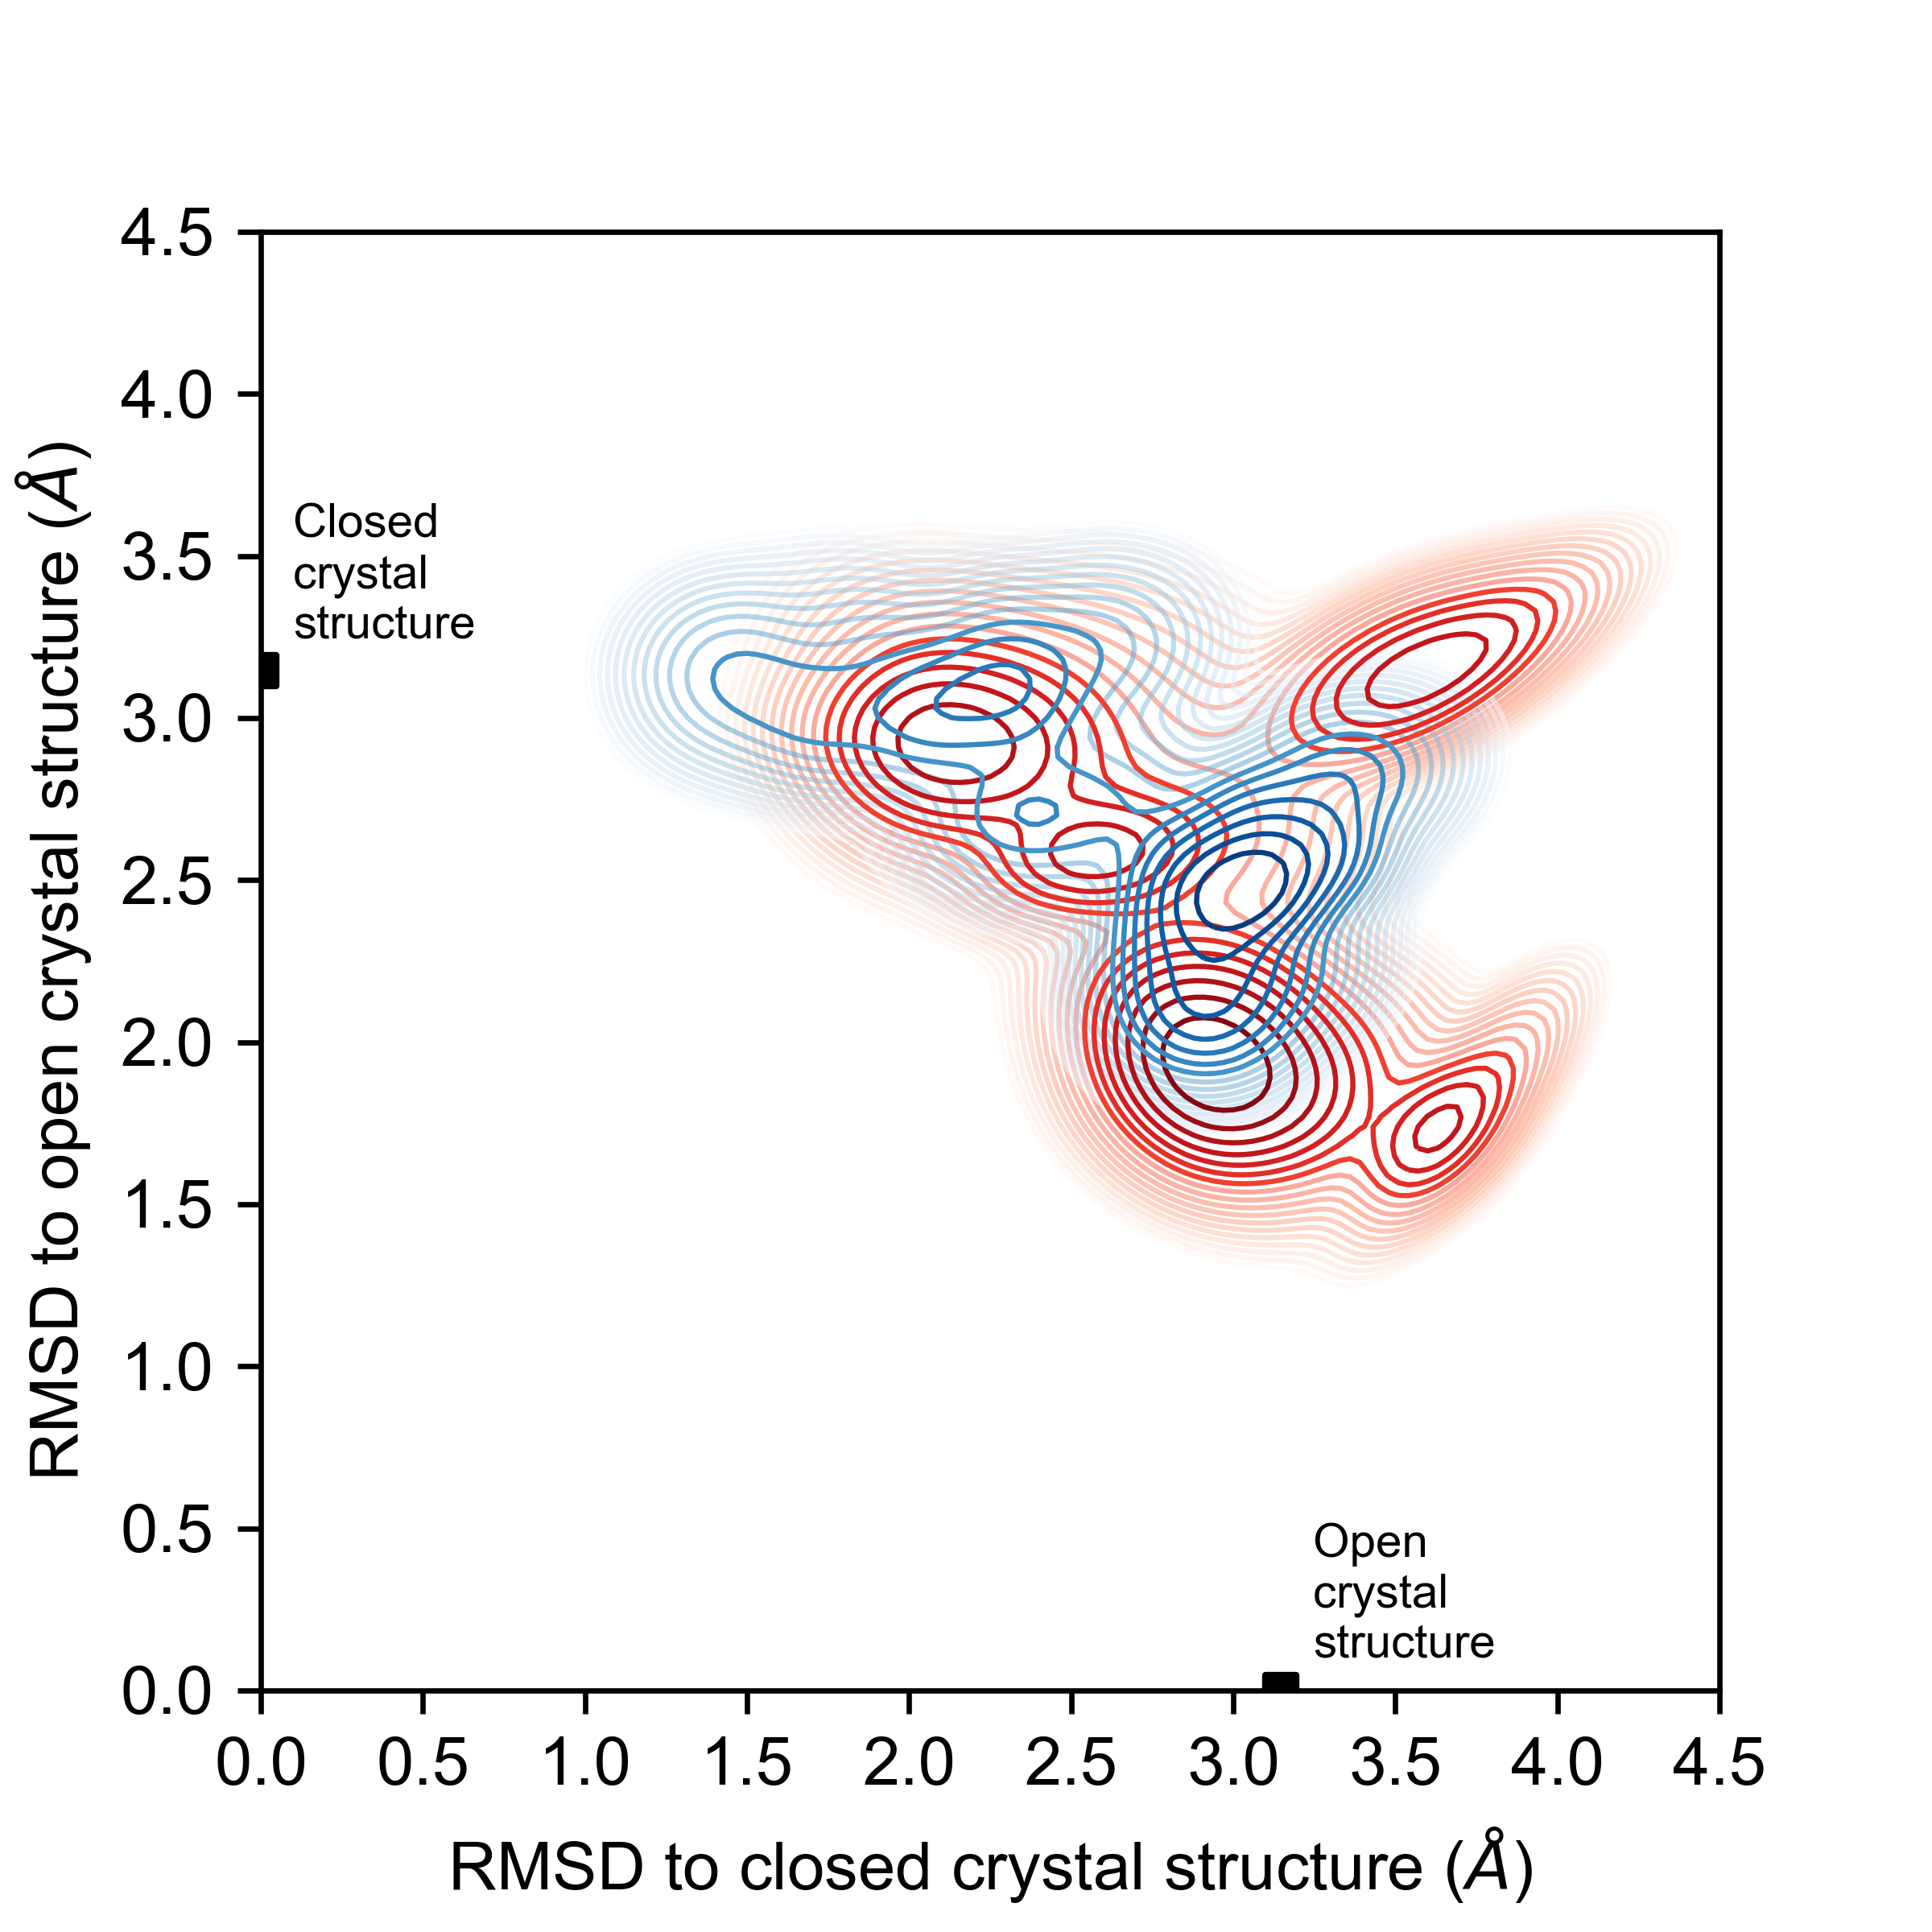 4.5
4.0
3.5
3.0
2.5
2.0
1.5
1.0
0.5
0.0
RMSD to open crystal structure (Å)
Closed
crystal
structure
Open
crystal
structure
0.0 0.5 1.0 1.5 2.0 2.5 3.0 3.5 4.0 4.5
RMSD to closed crystal structure (Å)